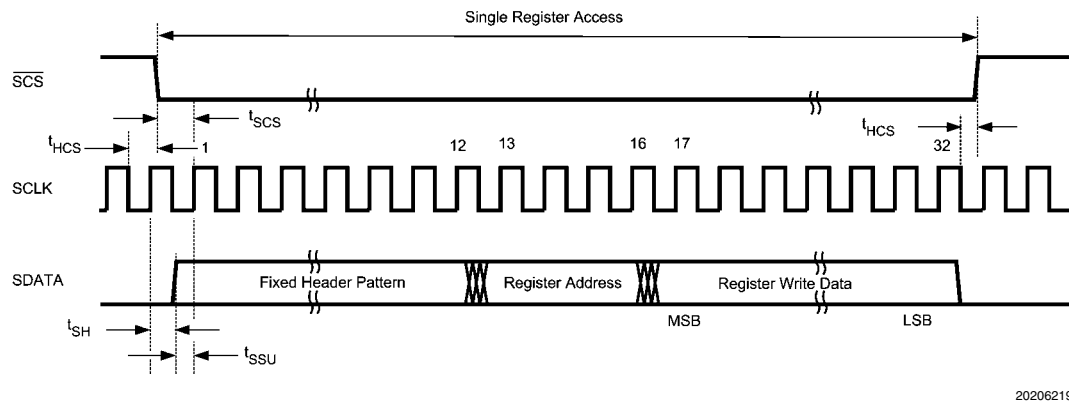 Single Register Access
SCS
tSCS
tHCS
tHCS
1
12
13
16
17
32
SCLK
SDATA
Fixed Header Pattern
Register Address
Register Write Data
MSB
LSB
tSH
tSSU
20206219